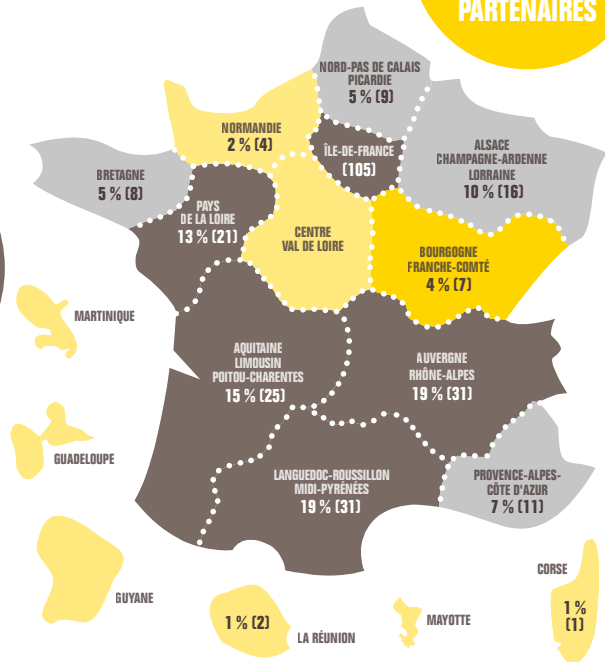 PARTENAIRES
NORD-PAS DE CALAIS
PICARDIE
5 % (9)
NORMANDIE
2 % (4)
ÎLE-DE-FRANCE
(105)
ALSACE
CHAMPAGNE-ARDENNE
LORRAINE
10 % (16)
BRETAGNE
5 % (8)
PAYS
DE LA LOIRE
13 % (21)
CENTRE
VAL DE LOIRE
BOURGOGNE
FRANCHE-COMTÉ
4 % (7)
MARTINIQUE
AQUITAINE
LIMOUSIN
POITOU-CHARENTES
15 % (25)
AUVERGNE
RHÔNE-ALPES
19 % (31)
GUADELOUPE
LANGUEDOC-ROUSSILLON
MIDI-PYRÉNÉES
19 % (31)
PROVENCE-ALPES-
CÔTE D'AZUR
7 % (11)
GUYANE
1 % (2)
LA RÉUNION
MAYOTTE
CORSE
1 %
(1)